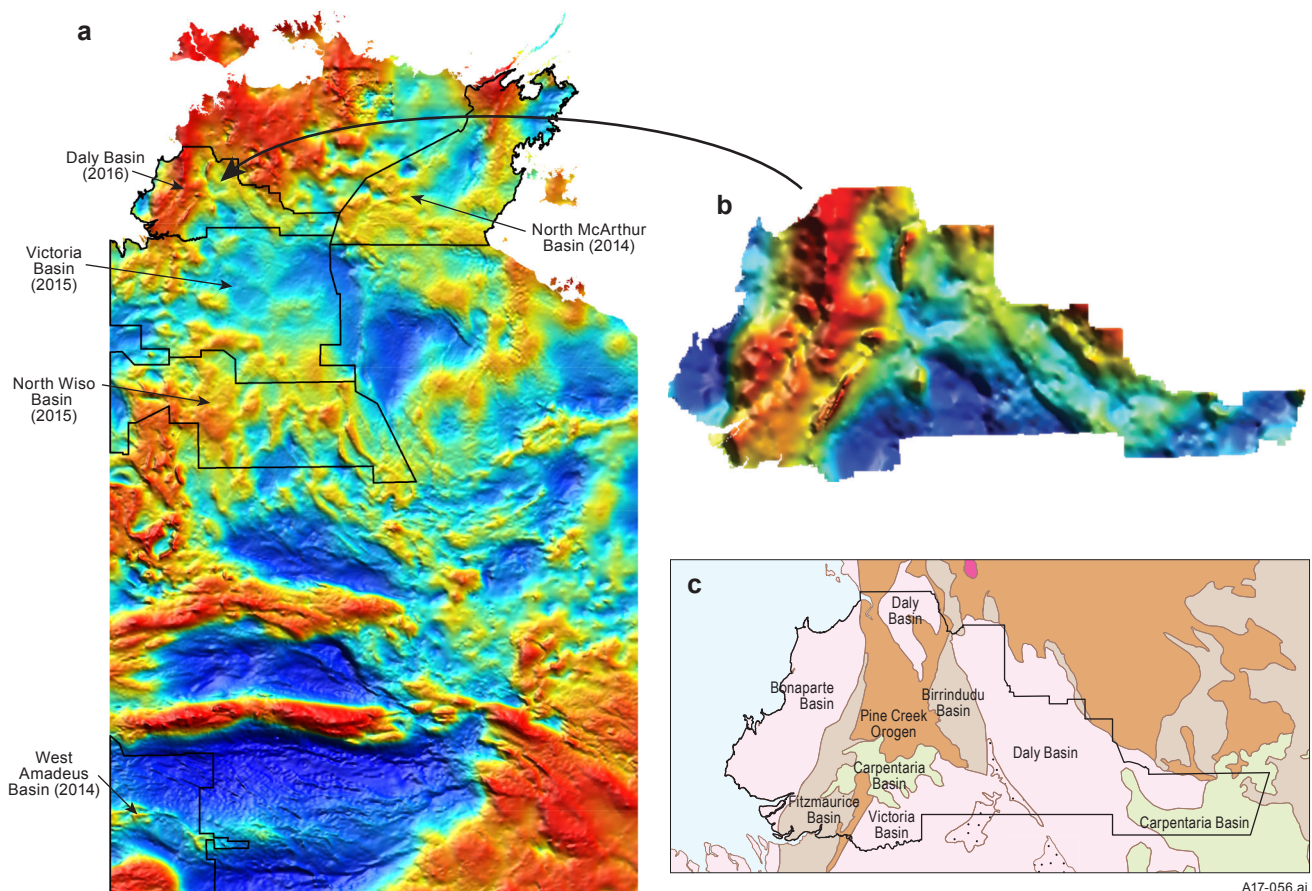 a
Daly Basin
(2016)
North McArthur
Basin (2014)
Victoria
Basin
(2015)
North Wiso
Basin
(2015)
West
Amadeus
Basin (2014)
b
c
Daly
Basin
Bonaparte
Basin
Birrindudu
Basin
Pine Creek
Orogen
Daly Basin
Carpentaria
Basin
Fitzmaurice
Basin
Victoria
Basin
Carpentaria Basin
A17-056.ai